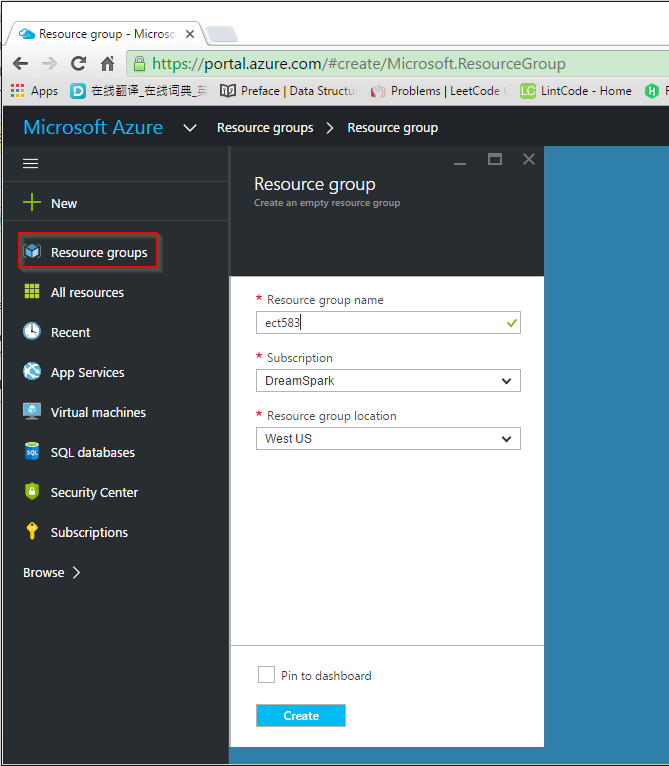 Resource group - Micros
https://portal.azure.com/#create/Microsoft.ResourceGroup
Apps 在线翻译_在线词典_英 Preface | Data Structu Problems | LeetCode LintCode - Home
Microsoft Azure Resource groups Resource group
New
Resource groups
All resources
Recent
App Services
Virtual machines
SQL databases
Security Center
Subscriptions
Browse
Resource group
Create an empty resource group
* Resource group name
ect583
* Subscription
DreamSpark
* Resource group location
West US
Pin to dashboard
Create